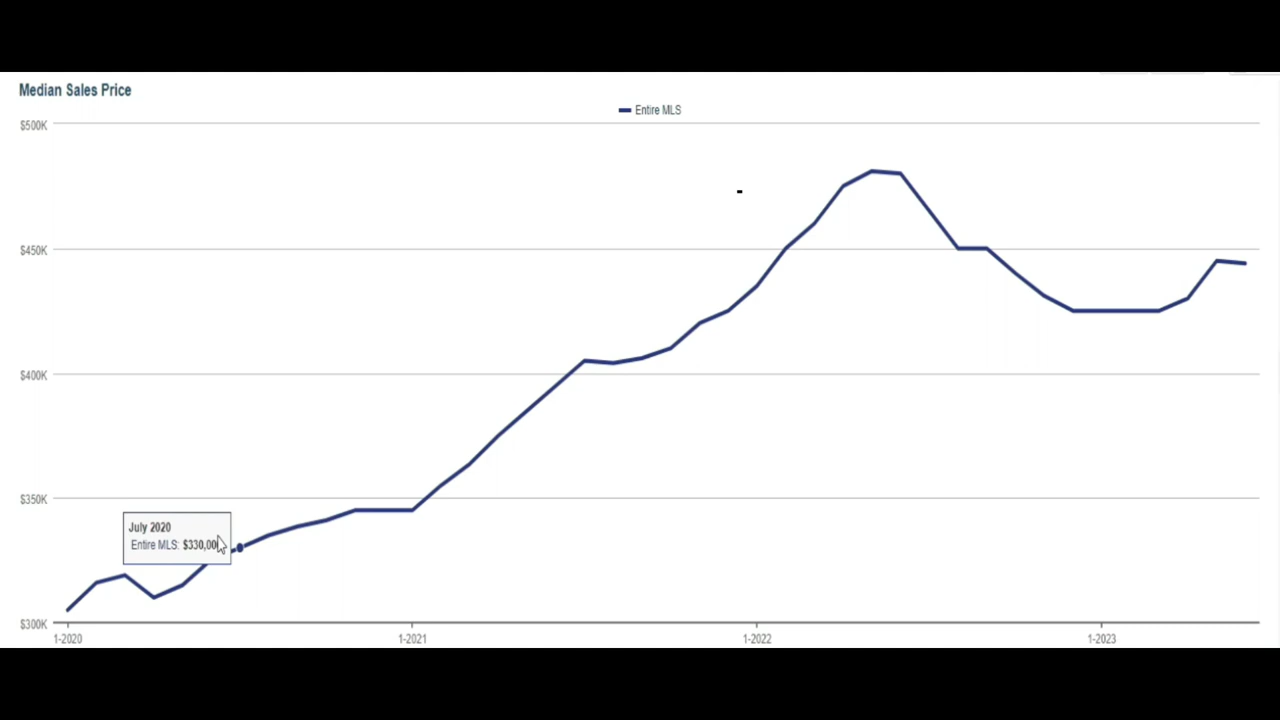 Median Sales Price
Entire MLS
$500K
$450K
$400K
$350K
$300K
July 2020
Entire MLS: $330,00
1-2020
1-2021
1-2022
1-2023